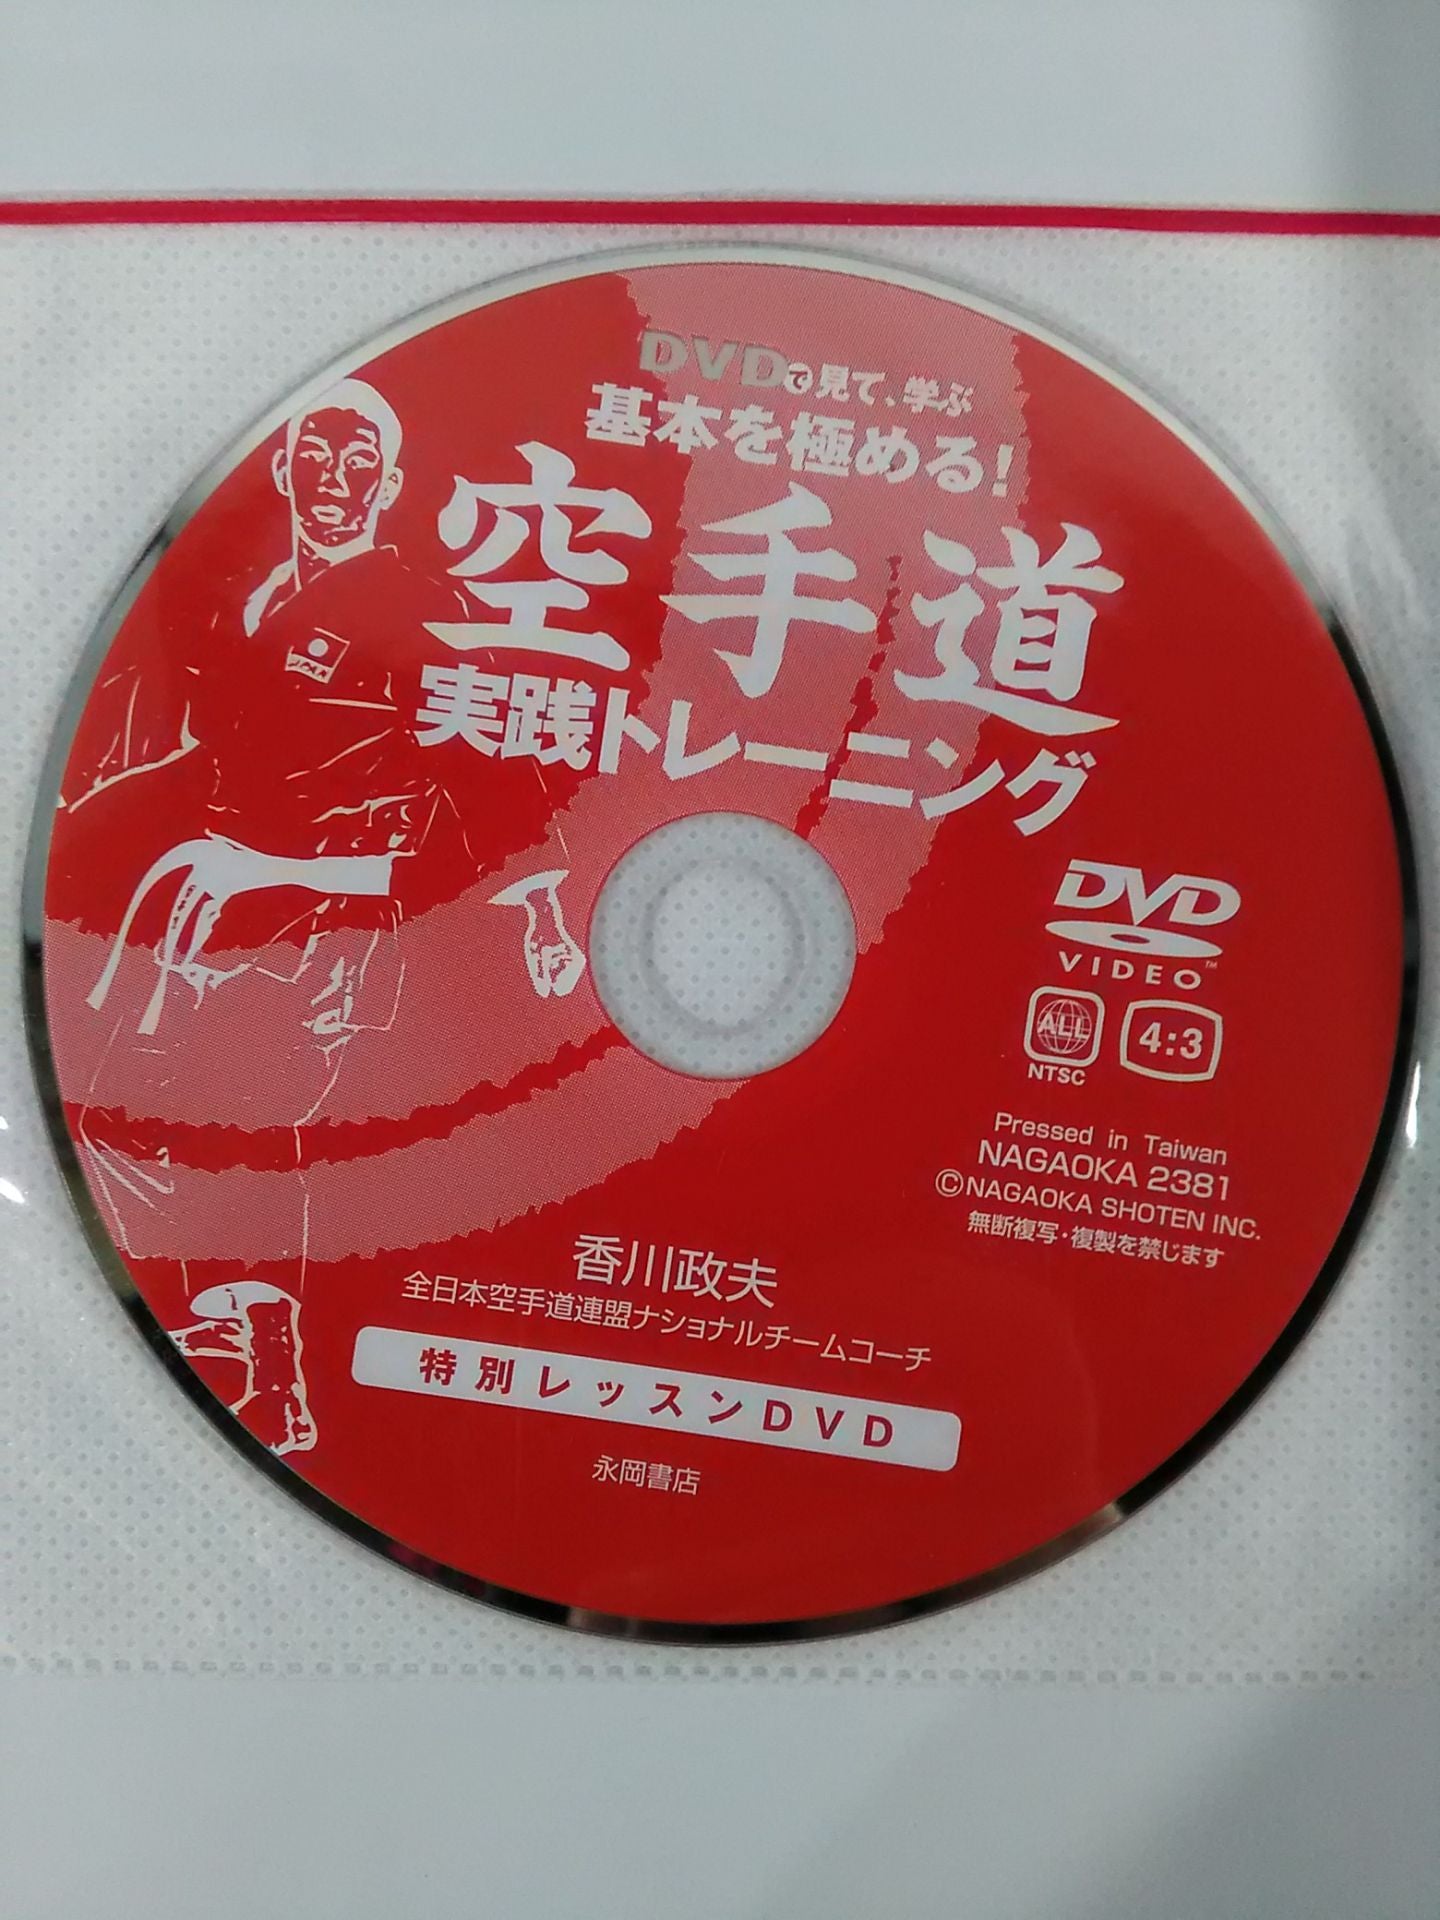 DVDで見て、学ぶ
基本を極める!
空手道
実践トレーニング
JAPAN
DVD
VIDEO™
ALL
NTSC
4:3
Pressed in Taiwan
NAGAOKA 2381
©NAGAOKA SHOTEN INC.
無断複写・複製を禁じます
香川政夫
全日本空手道連盟ナショナルチームコーチ
特別レッスンDVD
永岡書店